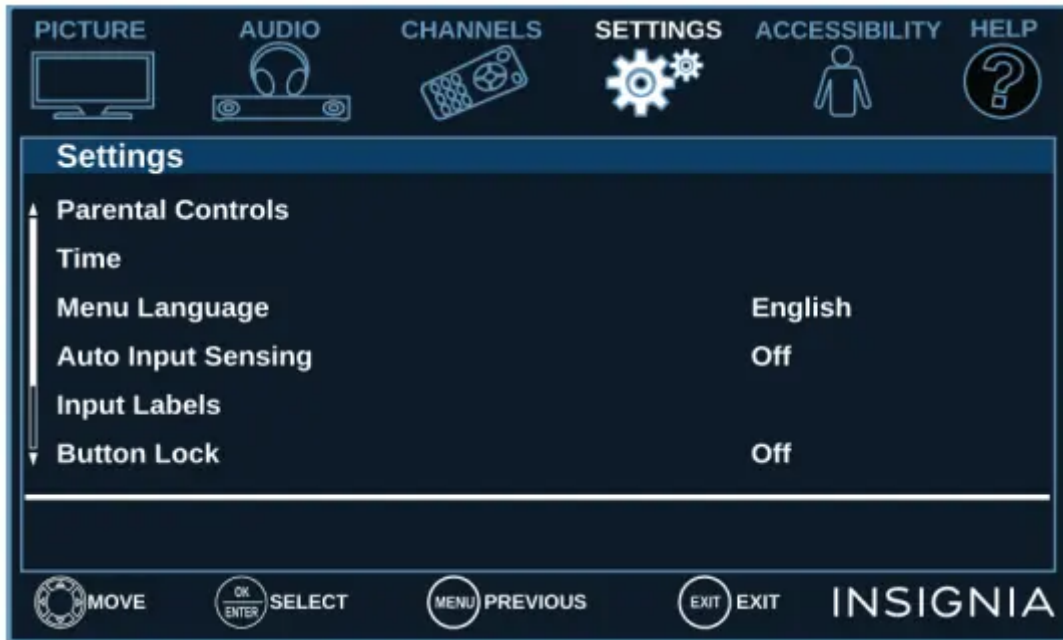 PICTURE AUDIO CHANNELS SETTINGS ACCESSIBILITY HELP
?
Settings
Parental Controls
Time
Menu Language English
Auto Input Sensing Off
Input Labels
Button Lock Off
OK ENTER MOVE SELECT MENU PREVIOUS EXIT EXIT INSIGNIA